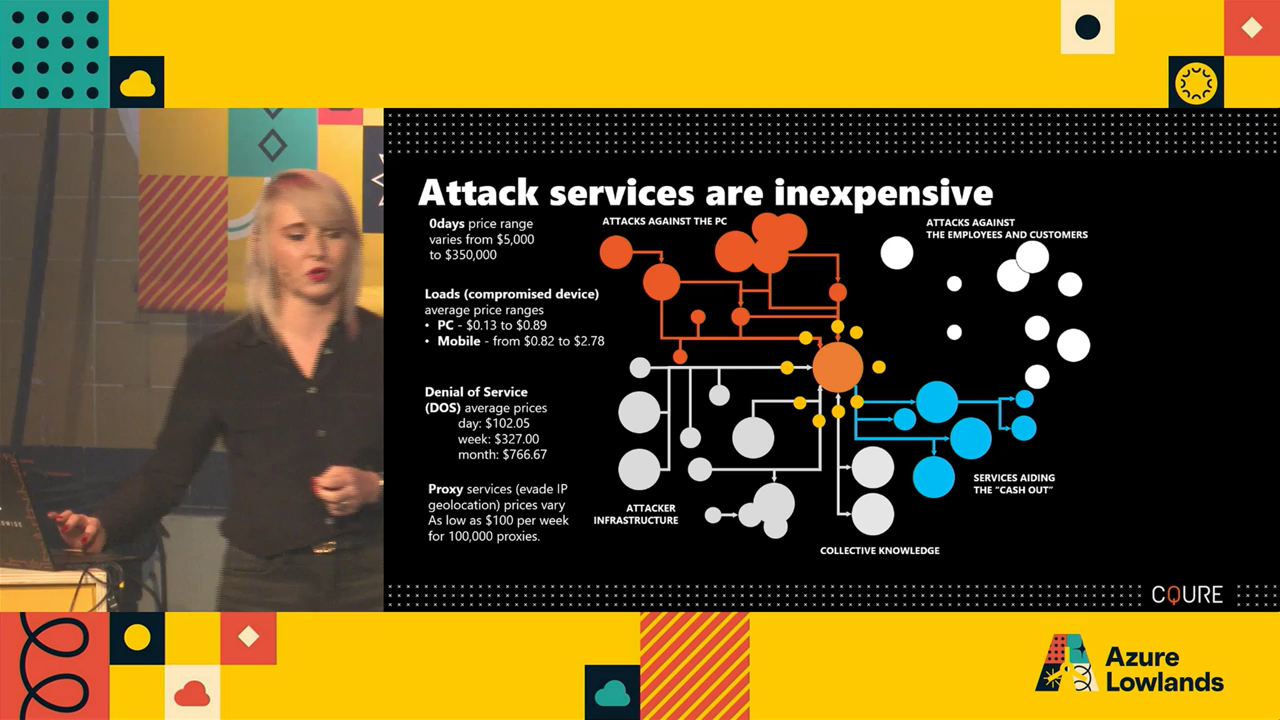 Attack services are inexpensive
0days price range
varies from $5,000
to $350,000
Loads (compromised device)
average price ranges
• PC - $0.13 to $0.89
• Mobile - from $0.82 to $2.78
Denial of Service
(DOS) average prices
day: $102.05
week: $327.00
month: $766.67
Proxy services (evade IP
geolocation) prices vary
As low as $100 per week
for 100,000 proxies.
ATTACKS AGAINST THE PC
ATTACKS AGAINST
THE EMPLOYEES AND CUSTOMERS
ATTACKER
INFRASTRUCTURE
SERVICES AIDING
THE "CASH OUT"
COLLECTIVE KNOWLEDGE
CQURE
Azure
Lowlands